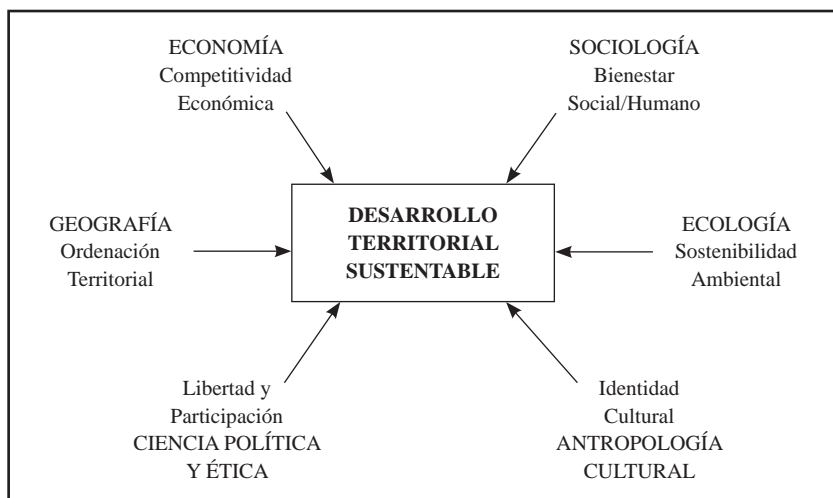 ECONOMÍA
Competitividad
Económica
SOCIOLOGÍA
Bienestar
Social/Humano
GEOGRAFÍA
Ordenación
Territorial
DESARROLLO
TERRITORIAL
SUSTENTABLE
ECOLOGÍA
Sostenibilidad
Ambiental
Libertad y
Participación
CIENCIA POLÍTICA
Y ÉTICA
Identidad
Cultural
ANTROPOLOGÍA
CULTURAL